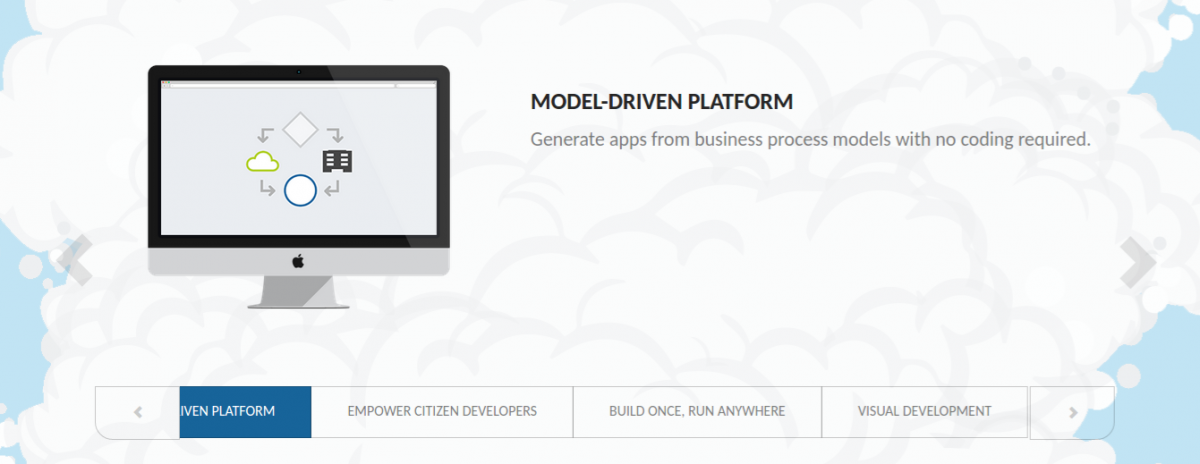 MODEL-DRIVEN PLATFORM
Generate apps from business process models with no coding required.
IVEN PLATFORM
EMPOWER CITIZEN DEVELOPERS
BUILD ONCE, RUN ANYWHERE
VISUAL DEVELOPMENT